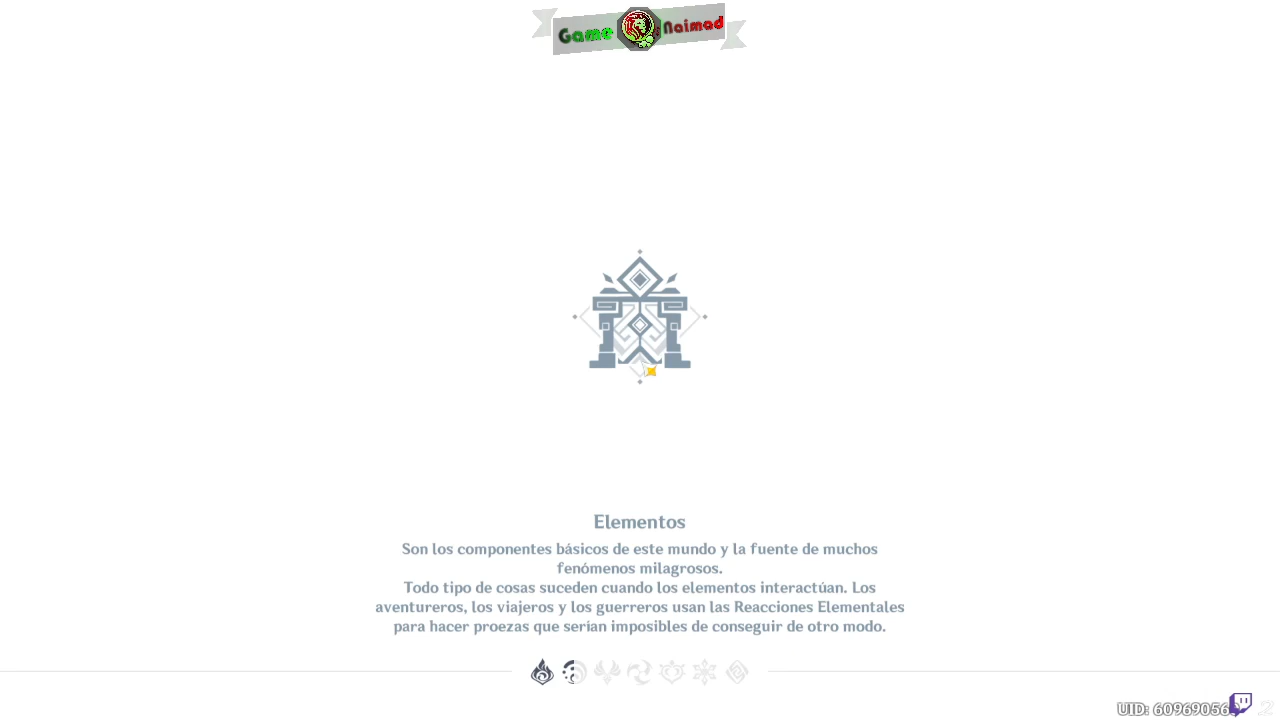 Game Naimad
Elementos
Son los componentes básicos de este mundo y la fuente de muchos
fenómenos milagrosos.
Todo tipo de cosas suceden cuando los elementos interactúan. Los
aventureros, los viajeros y los guerreros usan las Reacciones Elementales
para hacer proezas que serían imposibles de conseguir de otro modo.
UID: 60969056